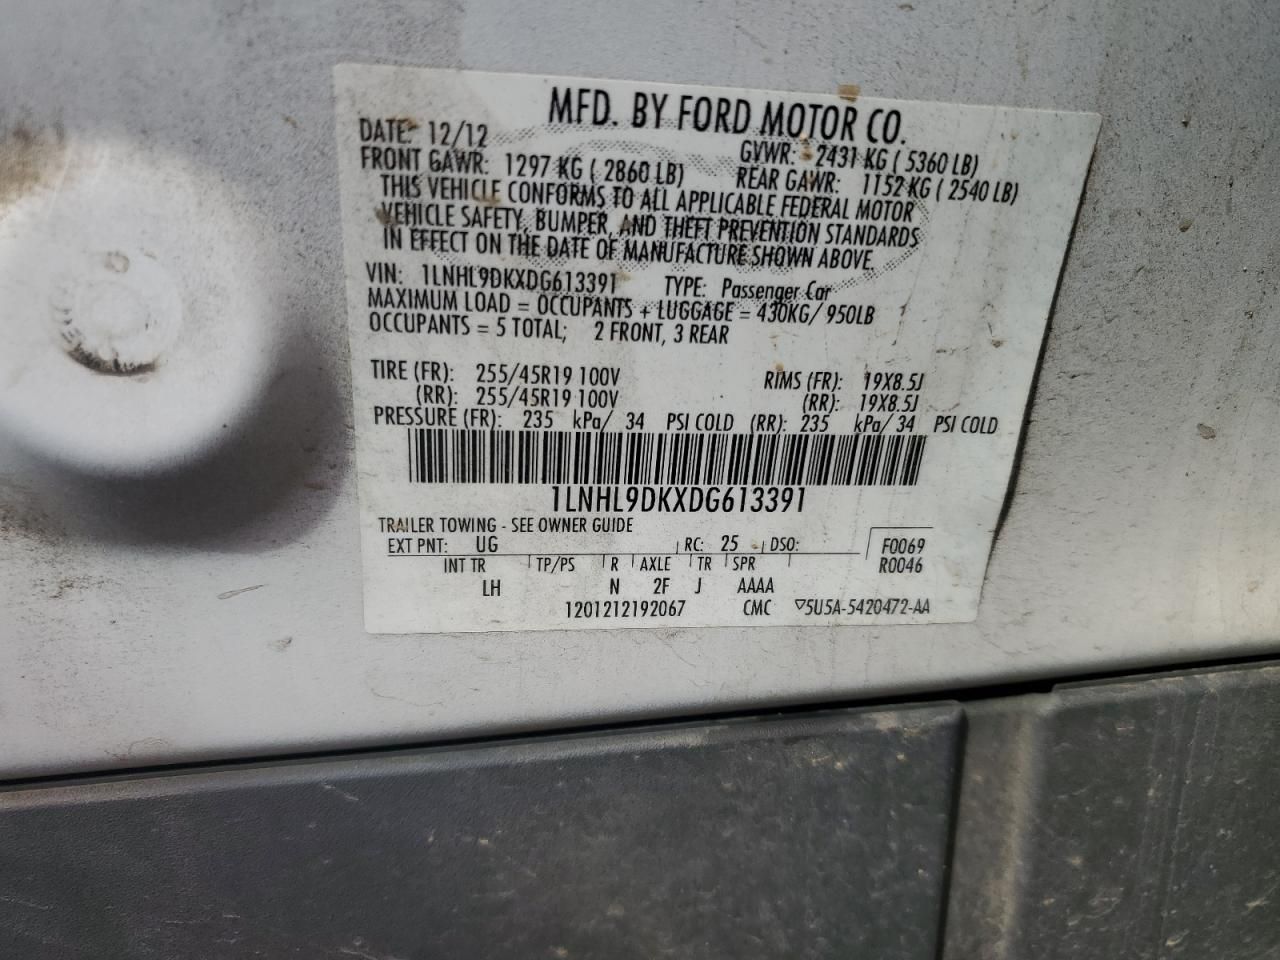 MFD. BY FORD MOTOR CO.
DATE: 12/12 GVWR: 2431 KG ( 5360 LB)
FRONT GAWR: 1297 KG ( 2860 LB) REAR GAWR: 1152 KG ( 2540 LB)
THIS VEHICLE CONFORMS TO ALL APPLICABLE FEDERAL MOTOR
VEHICLE SAFETY, BUMPER, AND THEFT PREVENTION STANDARDS
IN EFFECT ON THE DATE OF MANUFACTURE SHOWN ABOVE.
VIN: 1LNHL9DKXDG613391 TYPE: Passenger Car
MAXIMUM LOAD = OCCUPANTS + LUGGAGE = 430KG/ 950LB
OCCUPANTS = 5 TOTAL; 2 FRONT, 3 REAR
TIRE (FR): 255/45R19 100V RIMS (FR): 19X8.5J
(RR): 255/45R19 100V (RR): 19X8.5J
PRESSURE (FR): 235 kPa/ 34 PSI COLD (RR): 235 kPa/ 34 PSI COLD
1LNHL9DKXDG613391
TRAILER TOWING - SEE OWNER GUIDE
EXT PNT: UG RC: 25 DSO: F0069
INT TR TP/PS R AXLE TR SPR R0046
LH N 2F J AAAA
1201212192067 CMC ▽5U5A-5420472-AA